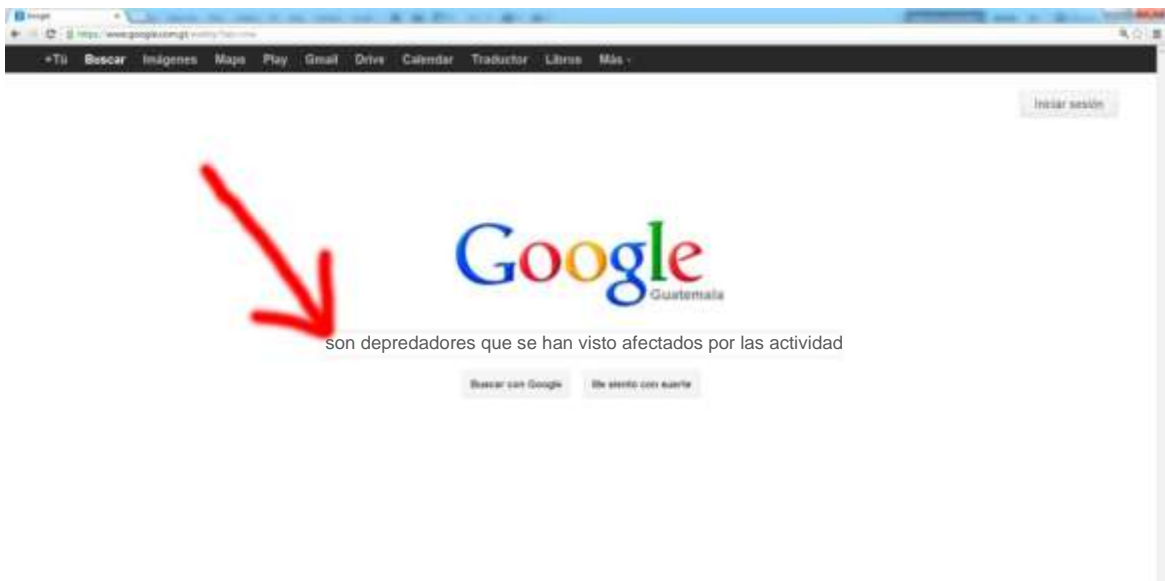 Google
+Tú Buscar Imágenes Maps Play Gmail Drive Calendar Traductor Libros Más
Iniciar sesión
Google
Guatemala
son depredadores que se han visto afectados por las actividad
Buscar con Google Me siento con suerte